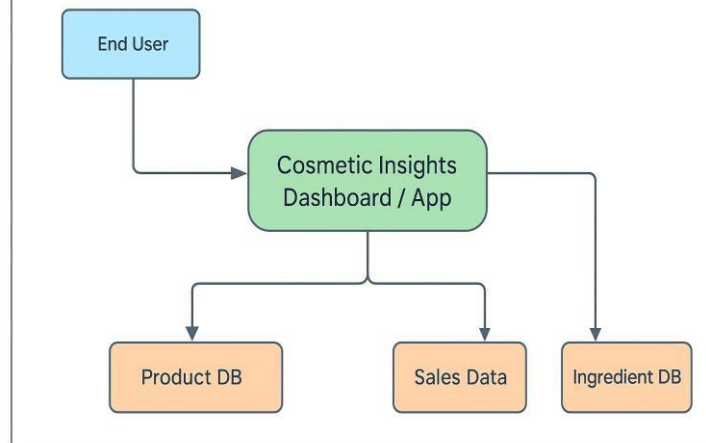 End User
Cosmetic Insights
Dashboard / App
Product DB
Sales Data
Ingredient DB